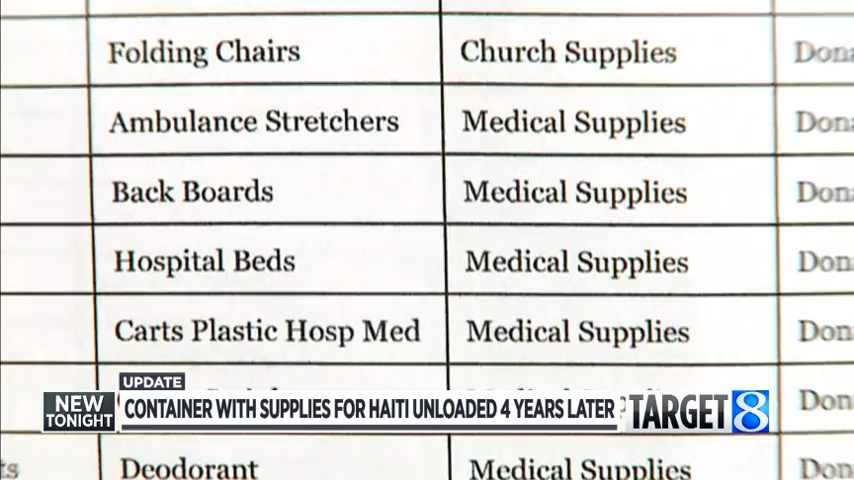 Folding Chairs Church Supplies
Ambulance Stretchers Medical Supplies
Back Boards Medical Supplies
Hospital Beds Medical Supplies
Carts Plastic Hosp Med Medical Supplies
UPDATE
NEW TONIGHT CONTAINER WITH SUPPLIES FOR HAITI UNLOADED 4 YEARS LATER TARGET 8
Deodorant Medical Supplies